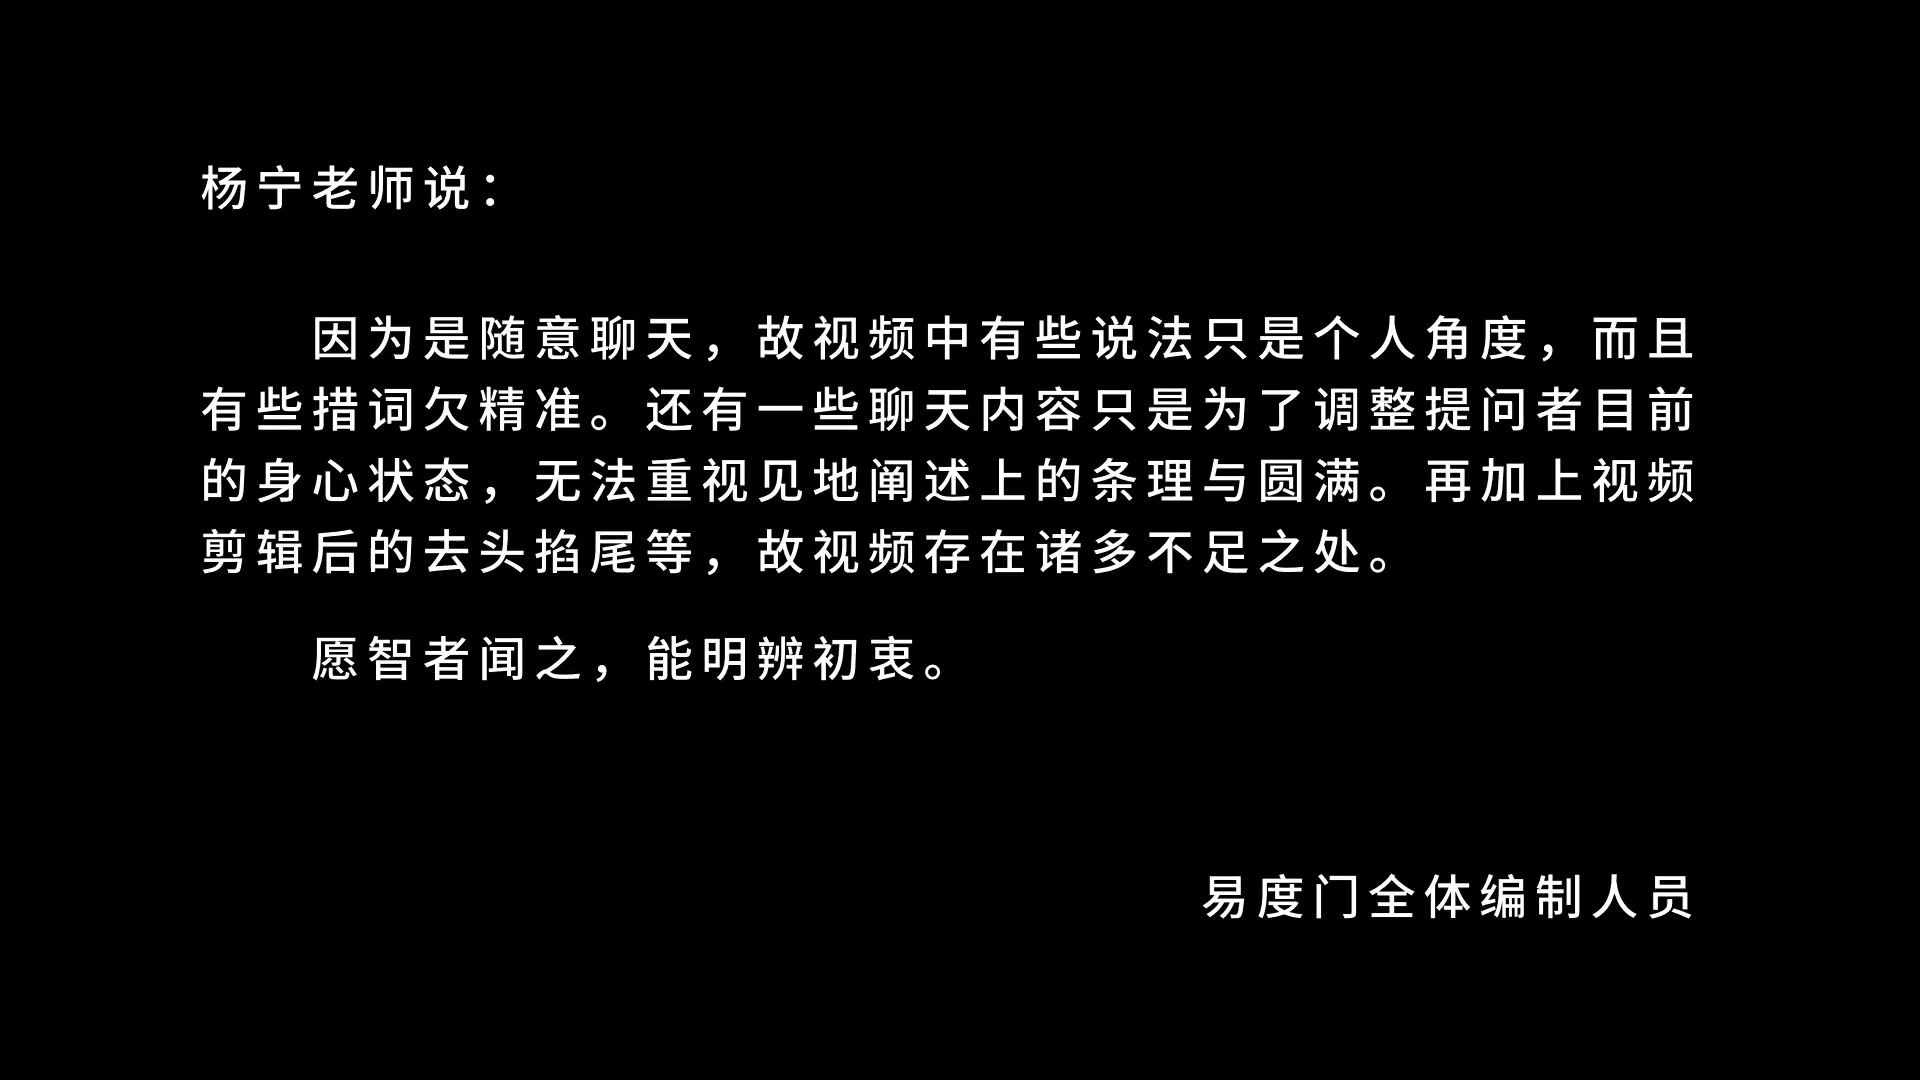 杨宁老师说：
因为是随意聊天，故视频中有些说法只是个人角度，而且
有些措词欠精准。还有一些聊天内容只是为了调整提问者目前
的身心状态，无法重视见地阐述上的条理与圆满。再加上视频
剪辑后的去头掐尾等，故视频存在诸多不足之处。
愿智者闻之，能明辨初衷。
易度门全体编制人员